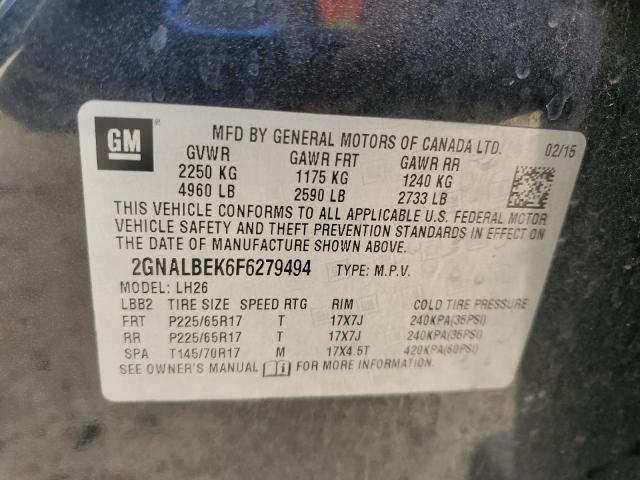 GM
MFD BY GENERAL MOTORS OF CANADA LTD. 02/15
GVWR GAWR FRT GAWR RR
2250 KG 1175 KG 1240 KG
4960 LB 2590 LB 2733 LB
THIS VEHICLE CONFORMS TO ALL APPLICABLE U.S. FEDERAL MOTOR
VEHICLE SAFETY AND THEFT PREVENTION STANDARDS IN EFFECT ON
THE DATE OF MANUFACTURE SHOWN ABOVE.
2GNALBEK6F6279494 TYPE: M.P.V.
MODEL: LH26
LBB2 TIRE SIZE SPEED RTG RIM COLD TIRE PRESSURE
FRT P225/65R17 T 17X7J 240KPA(35PSI)
RR P225/65R17 T 17X7J 240KPA(35PSI)
SPA T145/70R17 M 17X4.5T 420KPA(60PSI)
SEE OWNER'S MANUAL FOR MORE INFORMATION